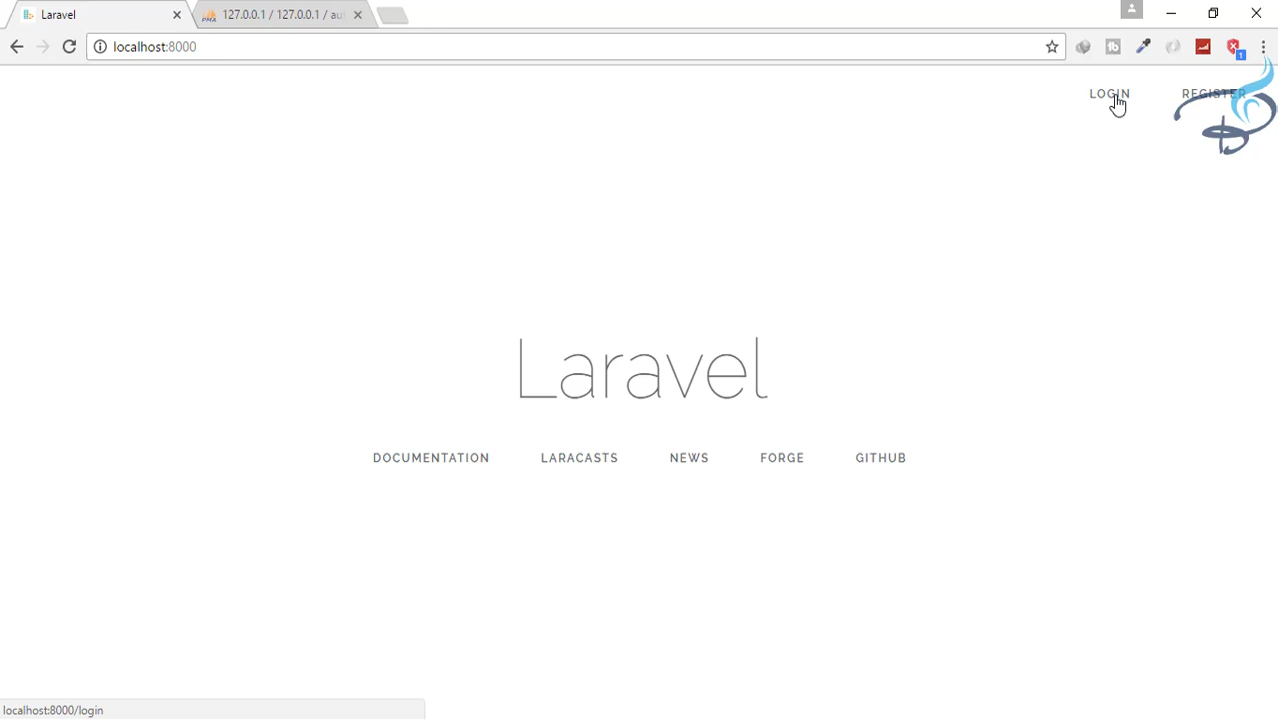 Laravel
127.0.0.1 / 127.0.0.1 / au
localhost:8000
1
LOGIN
REGISTER
Laravel
DOCUMENTATION
LARACASTS
NEWS
FORGE
GITHUB
localhost:8000/login